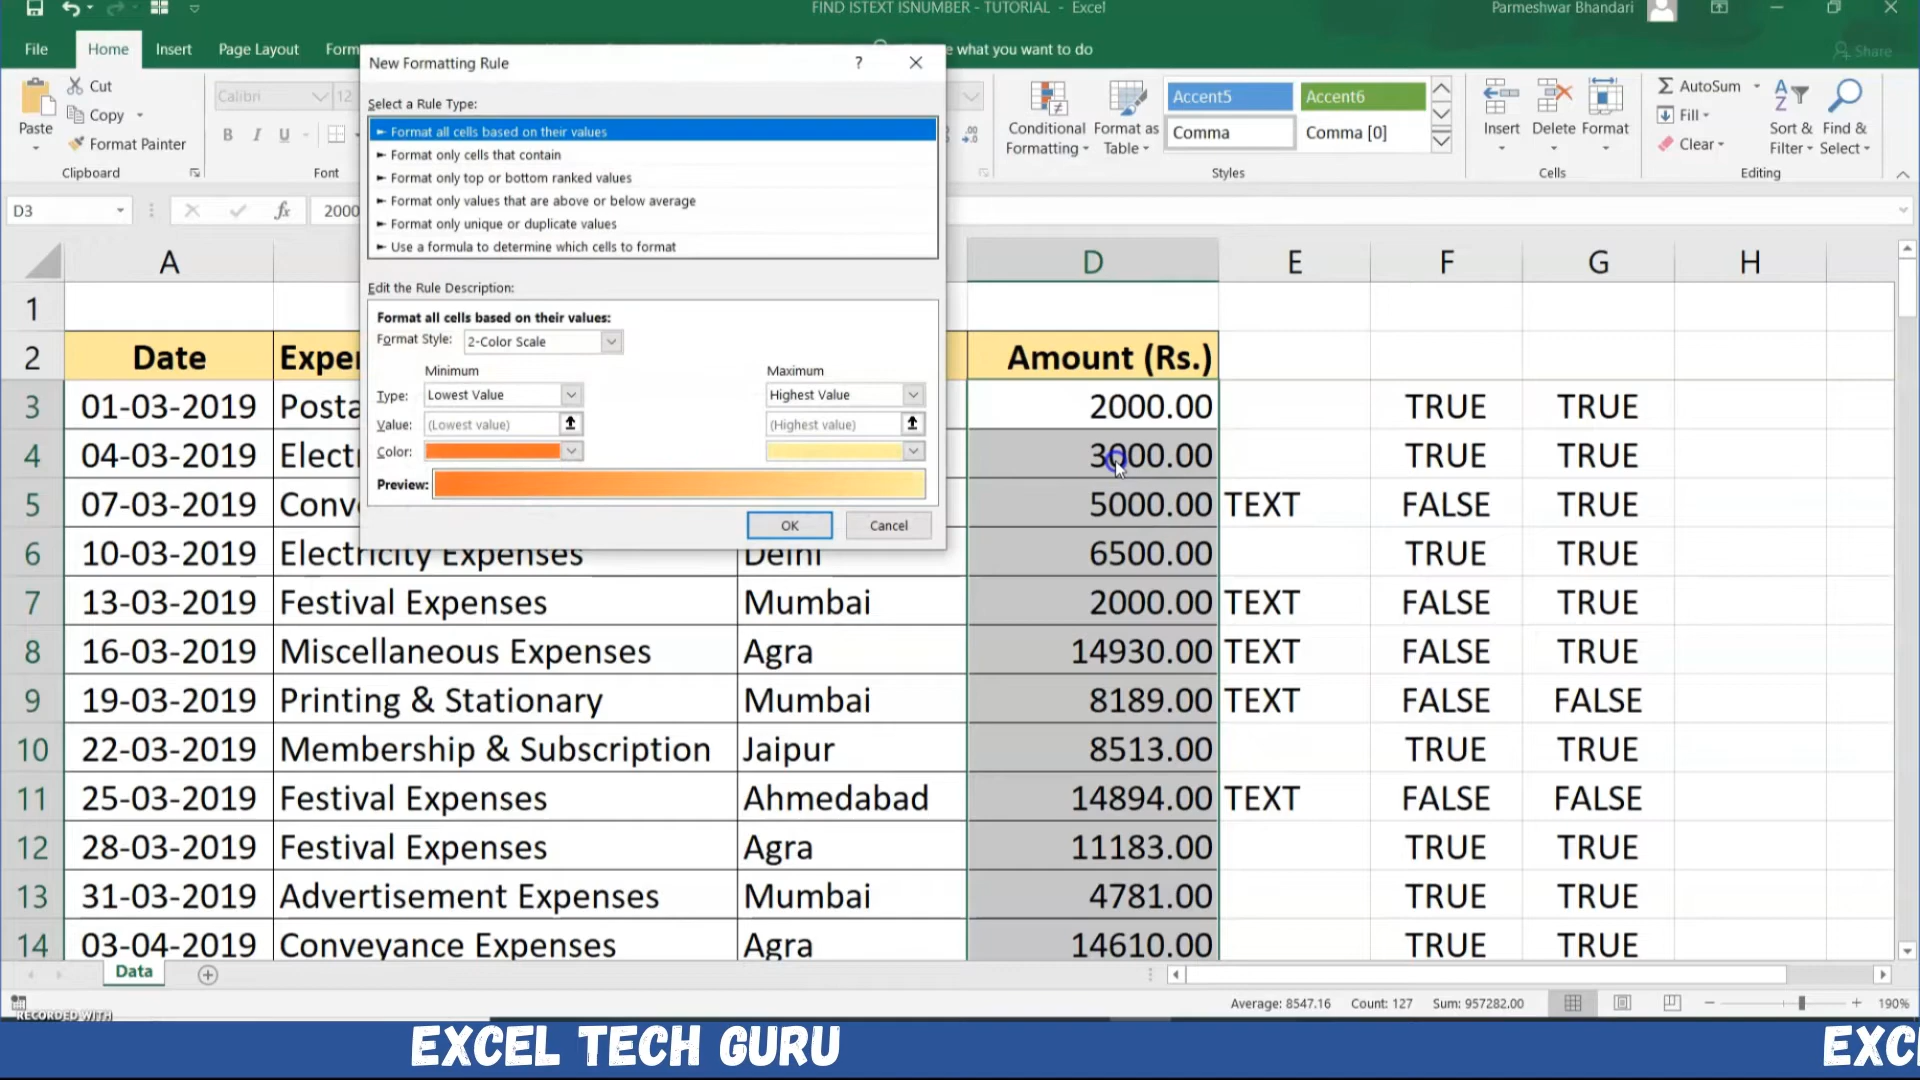 FIND ISTEXT ISNUMBER - TUTORIAL - Excel
Parmeshwar Bhandari
File Home Insert Page Layout Form
e what you want to do
Share
Paste
Cut
Copy
Format Painter
Clipboard
Calibri 12
B I U
Font
Conditional Formatting
Format as Table
Accent5 Accent6
Comma Comma [0]
Styles
Insert Delete Format
Cells
AutoSum
Fill
Clear
Sort & Filter
Find & Select
Editing
D3 fx 2000
New Formatting Rule ?
Select a Rule Type:
► Format all cells based on their values
► Format only cells that contain
► Format only top or bottom ranked values
► Format only values that are above or below average
► Format only unique or duplicate values
► Use a formula to determine which cells to format
Edit the Rule Description:
Format all cells based on their values:
Format Style: 2-Color Scale
Minimum Maximum
Type: Lowest Value Highest Value
Value: (Lowest value) (Highest value)
Color:
Preview:
OK Cancel
A D E F G H
1
2 Date Expe Amount (Rs.)
3 01-03-2019 Posta 2000.00 TRUE TRUE
4 04-03-2019 Elect 3000.00 TRUE TRUE
5 07-03-2019 Conv 5000.00 TEXT FALSE TRUE
6 10-03-2019 Electricity Expenses Delhi 6500.00 TRUE TRUE
7 13-03-2019 Festival Expenses Mumbai 2000.00 TEXT FALSE TRUE
8 16-03-2019 Miscellaneous Expenses Agra 14930.00 TEXT FALSE TRUE
9 19-03-2019 Printing & Stationary Mumbai 8189.00 TEXT FALSE FALSE
10 22-03-2019 Membership & Subscription Jaipur 8513.00 TRUE TRUE
11 25-03-2019 Festival Expenses Ahmedabad 14894.00 TEXT FALSE FALSE
12 28-03-2019 Festival Expenses Agra 11183.00 TRUE TRUE
13 31-03-2019 Advertisement Expenses Mumbai 4781.00 TRUE TRUE
14 03-04-2019 Conveyance Expenses Agra 14610.00 TRUE TRUE
Data
Average: 8547.16 Count: 127 Sum: 957282.00 190%
RECORDED WITH
EXCEL TECH GURU EXC